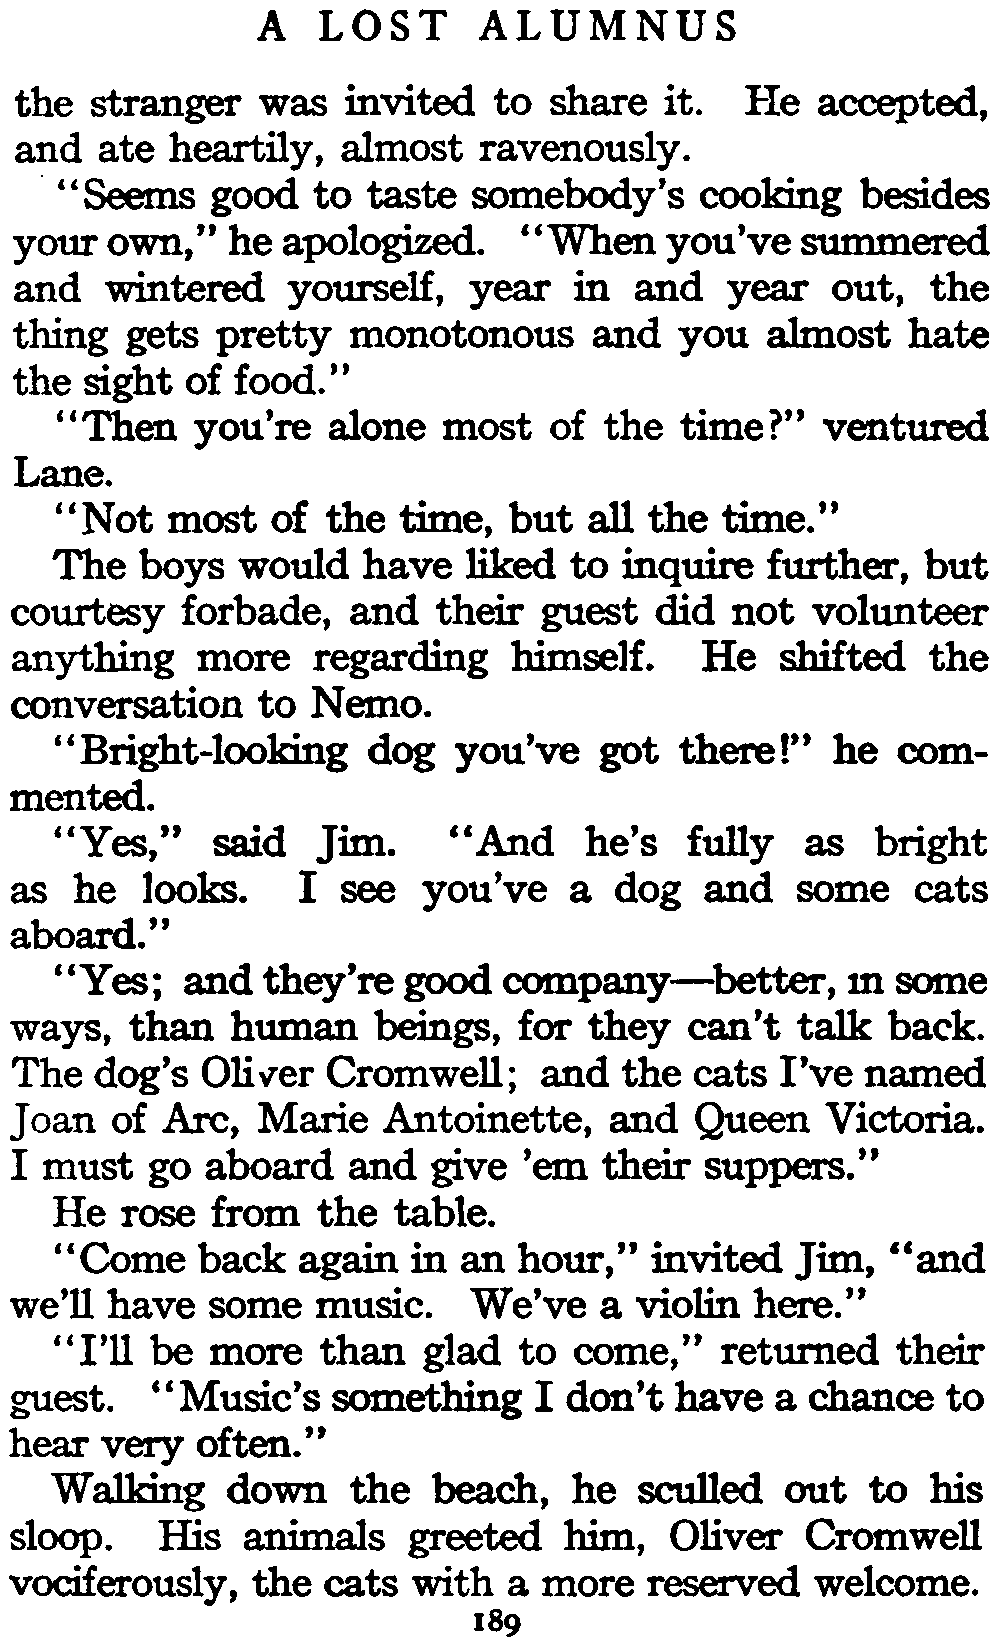 A LOST ALUMNUS
the stranger was invited to share it. He accepted,
and ate heartily, almost ravenously.
"Seems good to taste somebody's cooking besides
your own," he apologized. "When you've summered
and wintered yourself, year in and year out, the
thing gets pretty monotonous and you almost hate
the sight of food."
"Then you're alone most of the time?" ventured
Lane.
"Not most of the time, but all the time."
The boys would have liked to inquire further, but
courtesy forbade, and their guest did not volunteer
anything more regarding himself. He shifted the
conversation to Nemo.
"Bright-looking dog you've got there!" he com-
mented.
"Yes," said Jim. "And he's fully as bright
as he looks. I see you've a dog and some cats
aboard."
"Yes; and they're good company—better, in some
ways, than human beings, for they can't talk back.
The dog's Oliver Cromwell; and the cats I've named
Joan of Arc, Marie Antoinette, and Queen Victoria.
I must go aboard and give 'em their suppers."
He rose from the table.
"Come back again in an hour," invited Jim, "and
we'll have some music. We've a violin here."
"I'll be more than glad to come," returned their
guest. "Music's something I don't have a chance to
hear very often."
Walking down the beach, he sculled out to his
sloop. His animals greeted him, Oliver Cromwell
vociferously, the cats with a more reserved welcome.
189